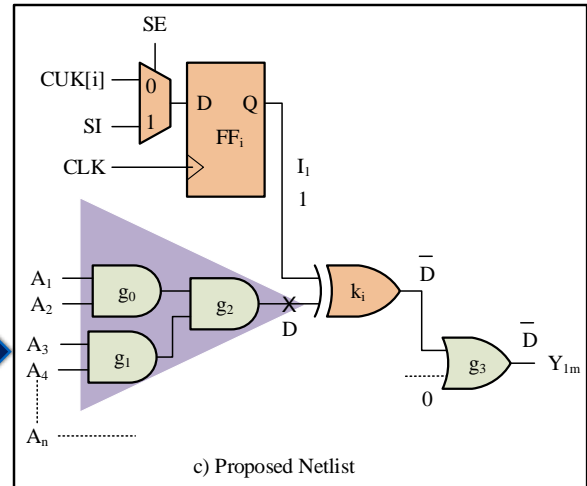 SE
CUK[i]
0
SI
1
D Q
FFᵢ
CLK
I₁
1
A₁
A₂
g₀
g₂
A₃
A₄
g₁
Aₙ
D
kᵢ
D̅
g₃
D̅
Y₁ₘ
0
c) Proposed Netlist